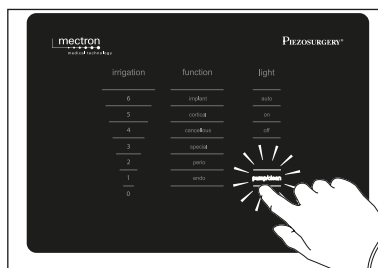 mectron
medical technology
PIEZOSURGERY®
irrigation function light
6 implant auto
5 cortical on
4 cancellous off
3 special
2 perio
1 endo pump/clean
0